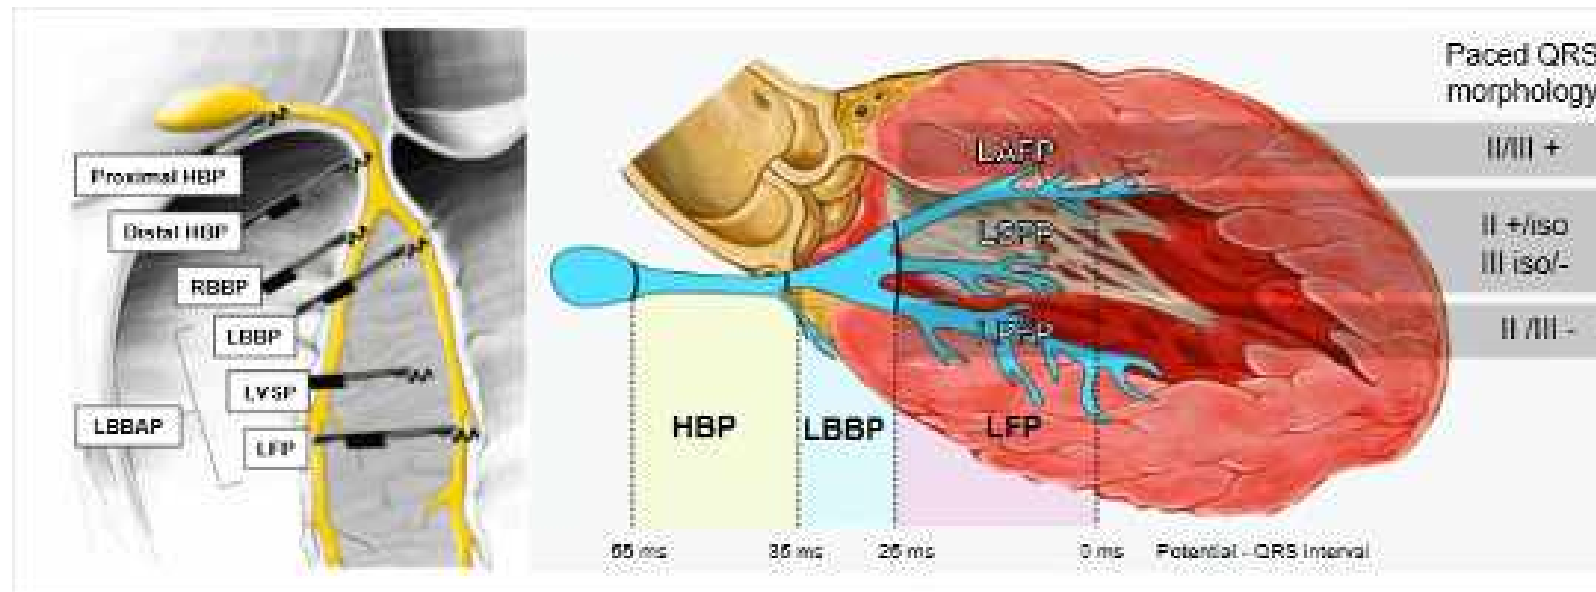 Proximal HBP
Distal HBP
RBBP
LBBP
LVSP
LBBAP
LFP
Paced QRS
morphology
LAFP
II/III +
LSFP
II +/iso
III iso/-
LPFP
II /III -
HBP
LBBP
LFP
55 ms
35 ms
25 ms
0 ms
Potential - QRS interval